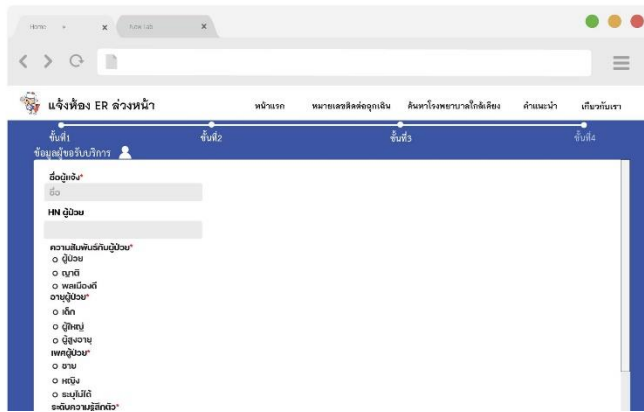 Home
New Tab
แจ้งห้อง ER ล่วงหน้า
หน้าแรก หมายเลขติดต่อฉุกเฉิน ค้นหาโรงพยาบาลใกล้เคียง คำแนะนำ เกี่ยวกับเรา
ขั้นที่1 ขั้นที่2 ขั้นที่3 ขั้นที่4
ข้อมูลผู้ขอรับบริการ
ชื่อผู้แจ้ง*
ชื่อ
HN ผู้ป่วย
ความสัมพันธ์กับผู้ป่วย*
ผู้ป่วย
ญาติ
พลเมืองดี
อายุผู้ป่วย*
เด็ก
ผู้ใหญ่
ผู้สูงอายุ
เพศผู้ป่วย*
ชาย
หญิง
ระบุไม่ได้
ระดับความรู้สึกตัว*